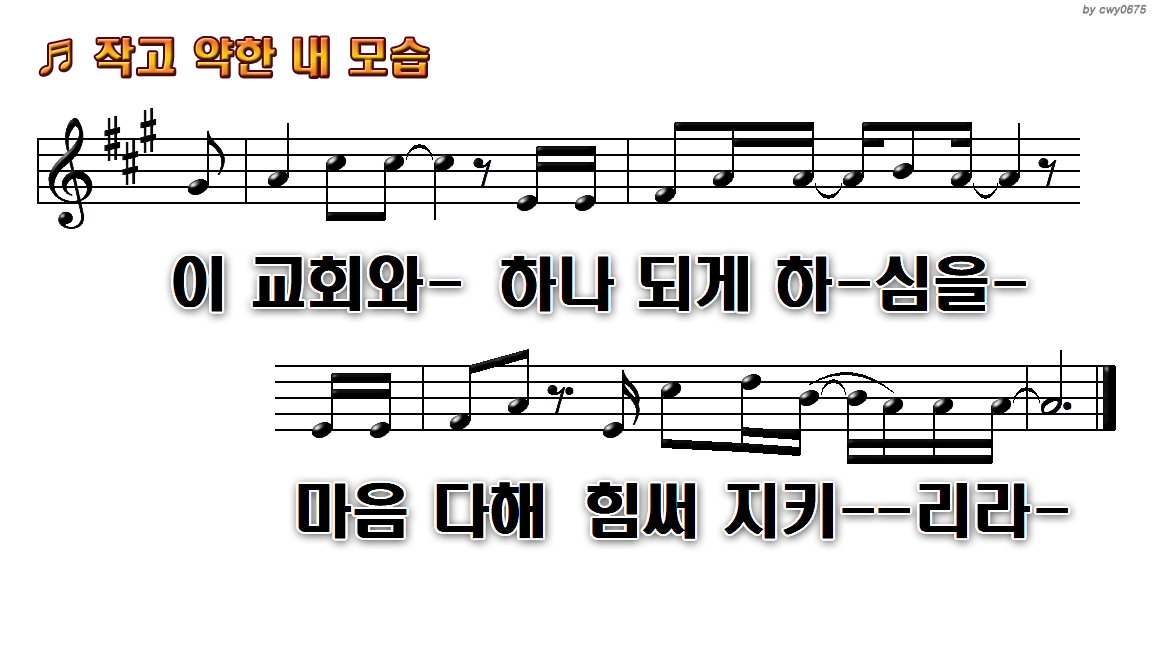 by cwy0675
♬ 작고 약한 내 모습
이 교회와- 하나 되게 하-심을-
마음 다해 힘써 지키--리라-